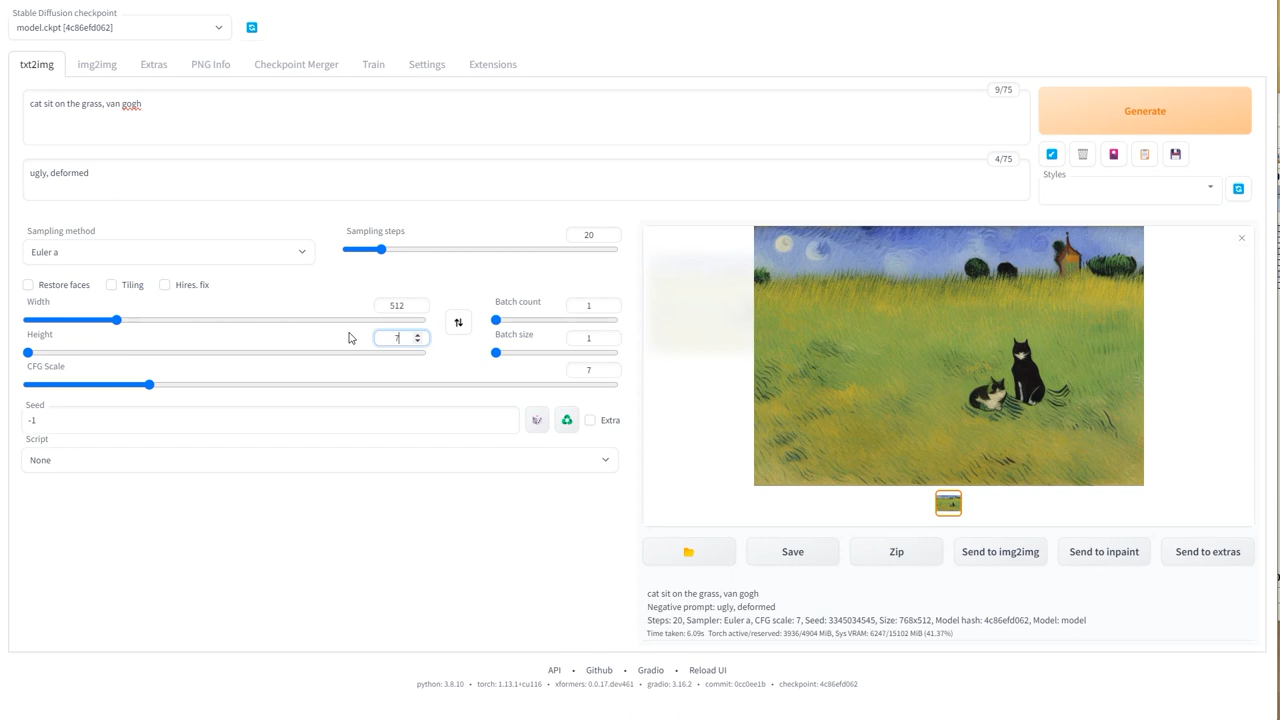 Stable Diffusion checkpoint
model.ckpt [4c86efd062]
txt2img img2img Extras PNG Info Checkpoint Merger Train Settings Extensions
cat sit on the grass, van gogh
9/75
Generate
ugly, deformed
4/75
Styles
Sampling method
Euler a
Sampling steps
20
Restore faces Tiling Hires. fix
Width
512
Batch count
1
Height
7
Batch size
1
CFG Scale
7
Seed
-1
Extra
Script
None
Save Zip Send to img2img Send to inpaint Send to extras
cat sit on the grass, van gogh
Negative prompt: ugly, deformed
Steps: 20, Sampler: Euler a, CFG scale: 7, Seed: 3345034545, Size: 768x512, Model hash: 4c86efd062, Model: model
Time taken: 6.09s Torch active/reserved: 3936/4904 MiB, Sys VRAM: 6247/15102 MiB (41.37%)
API • Github • Gradio • Reload UI
python: 3.8.10 • torch: 1.13.1+cu116 • xformers: 0.0.17.dev461 • gradio: 3.16.2 • commit: 0cc0ee1b • checkpoint: 4c86efd062